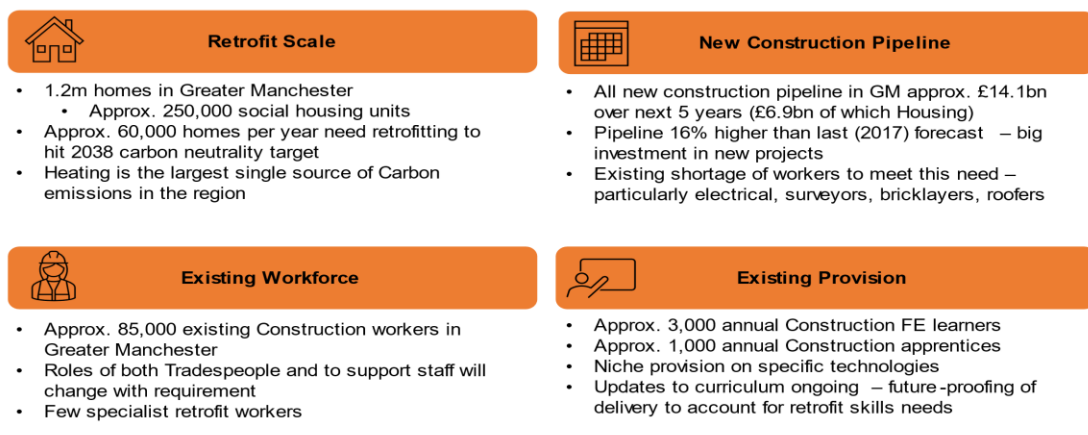 Retrofit Scale
• 1.2m homes in Greater Manchester
• Approx. 250,000 social housing units
• Approx. 60,000 homes per year need retrofitting to
hit 2038 carbon neutrality target
• Heating is the largest single source of Carbon
emissions in the region
New Construction Pipeline
• All new construction pipeline in GM approx. £14.1bn
over next 5 years (£6.9bn of which Housing)
• Pipeline 16% higher than last (2017) forecast – big
investment in new projects
• Existing shortage of workers to meet this need –
particularly electrical, surveyors, bricklayers, roofers
Existing Workforce
• Approx. 85,000 existing Construction workers in
Greater Manchester
• Roles of both Tradespeople and to support staff will
change with requirement
• Few specialist retrofit workers
Existing Provision
• Approx. 3,000 annual Construction FE learners
• Approx. 1,000 annual Construction apprentices
• Niche provision on specific technologies
• Updates to curriculum ongoing – future-proofing of
delivery to account for retrofit skills needs